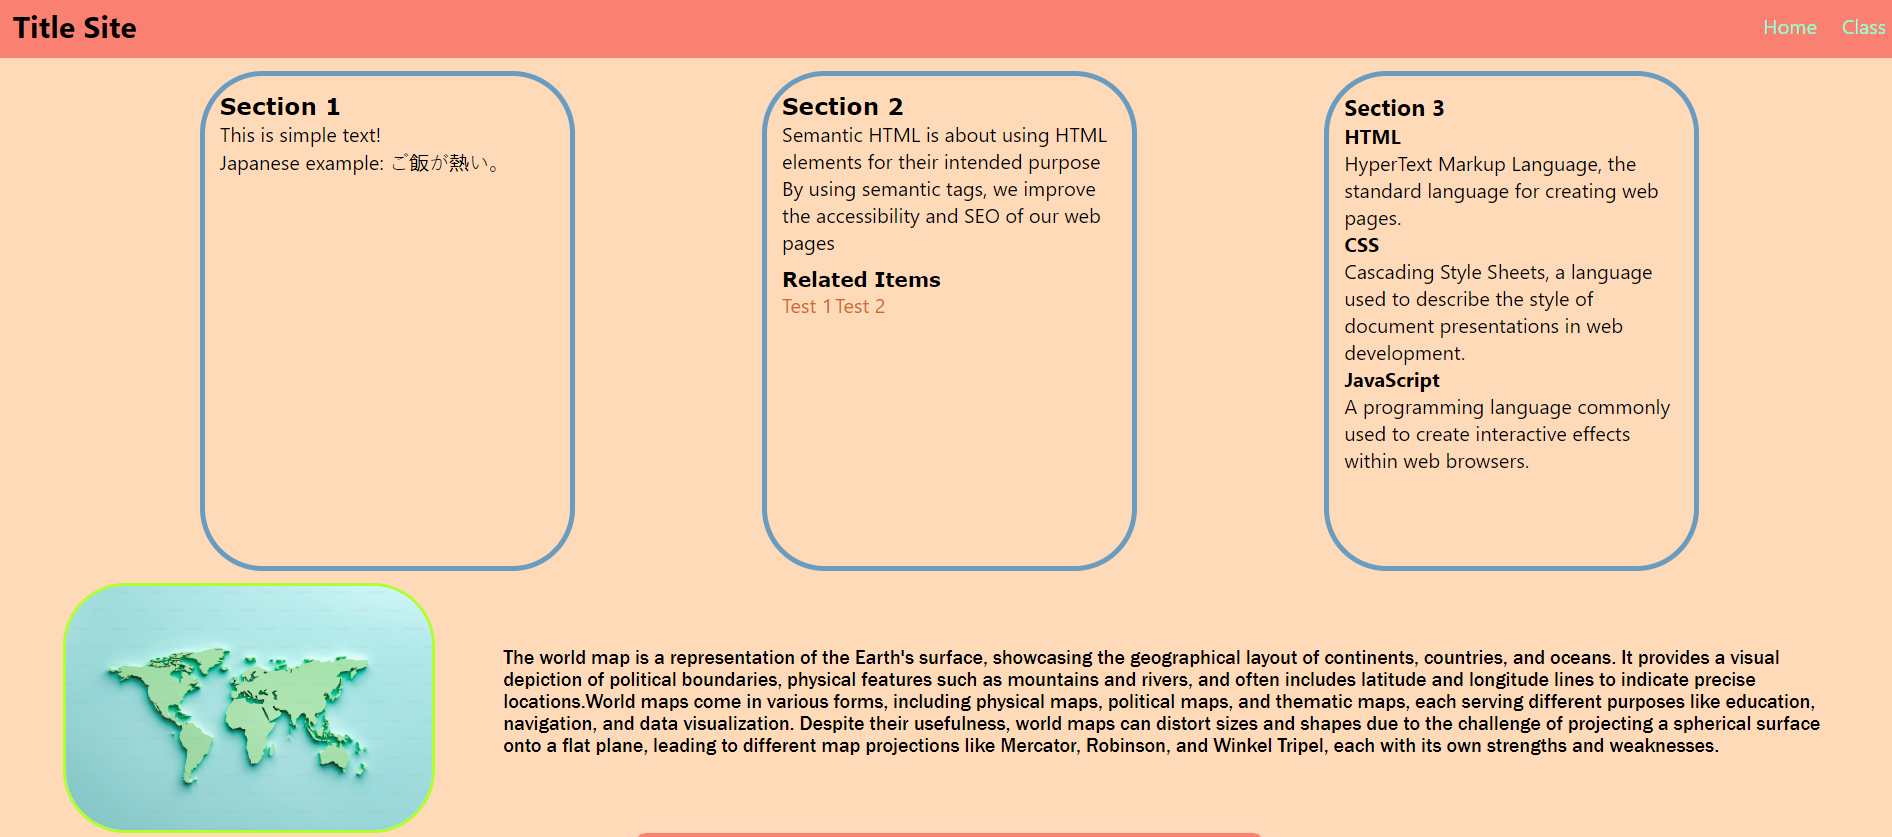 Title Site
Home
Class
Section 1
This is simple text!
Japanese example: ご飯が熱い。
Section 2
Semantic HTML is about using HTML
elements for their intended purpose
By using semantic tags, we improve
the accessibility and SEO of our web
pages
Related Items
Test 1 Test 2
Section 3
HTML
HyperText Markup Language, the
standard language for creating web
pages.
CSS
Cascading Style Sheets, a language
used to describe the style of
document presentations in web
development.
JavaScript
A programming language commonly
used to create interactive effects
within web browsers.
The world map is a representation of the Earth's surface, showcasing the geographical layout of continents, countries, and oceans. It provides a visual
depiction of political boundaries, physical features such as mountains and rivers, and often includes latitude and longitude lines to indicate precise
locations.World maps come in various forms, including physical maps, political maps, and thematic maps, each serving different purposes like education,
navigation, and data visualization. Despite their usefulness, world maps can distort sizes and shapes due to the challenge of projecting a spherical surface
onto a flat plane, leading to different map projections like Mercator, Robinson, and Winkel Tripel, each with its own strengths and weaknesses.